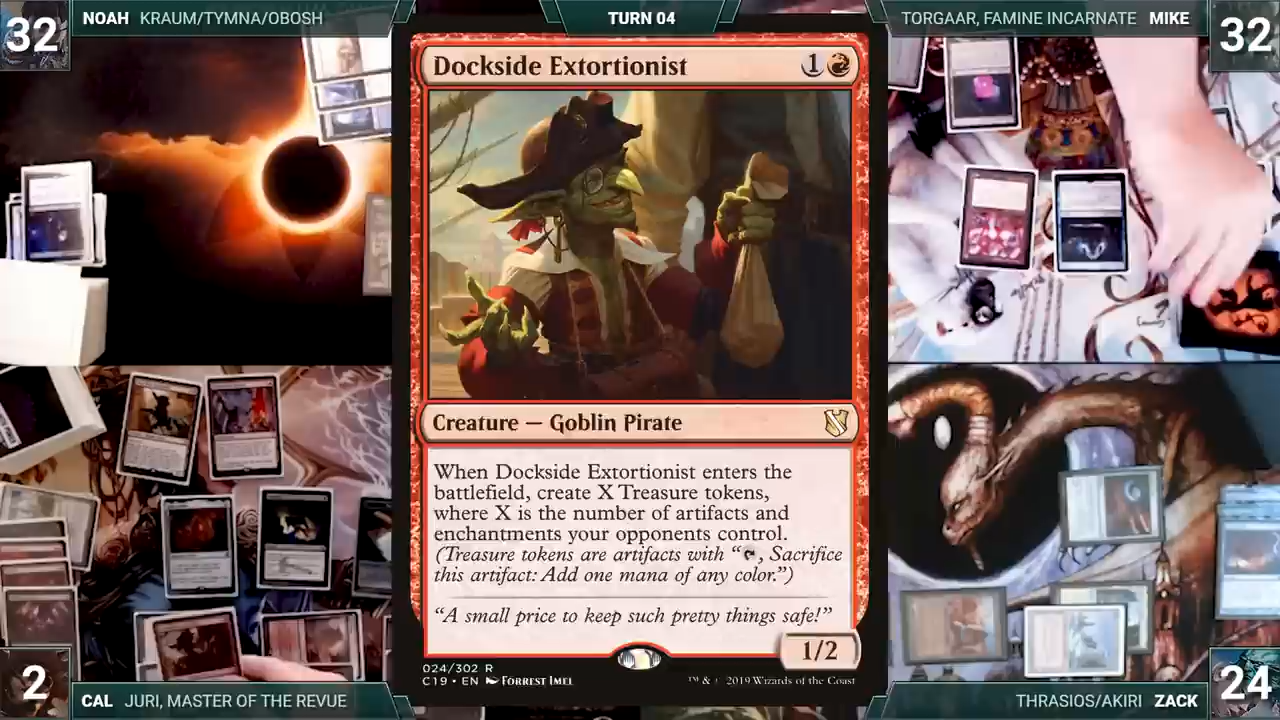 32
NOAH KRAUM/TYMNA/OBOSH
TURN 04
TORGAAR, FAMINE INCARNATE MIKE
32
Dockside Extortionist 1
Creature — Goblin Pirate
When Dockside Extortionist enters the
battlefield, create X Treasure tokens,
where X is the number of artifacts and
enchantments your opponents control.
(Treasure tokens are artifacts with “, Sacrifice
this artifact: Add one mana of any color.”)
“A small price to keep such pretty things safe!”
1/2
024/302 R
C19 • EN FORREST IMEL
™ & © 2019 Wizards of the Coast
2
CAL JURI, MASTER OF THE REVUE
THRASIOS/AKIRI ZACK
24